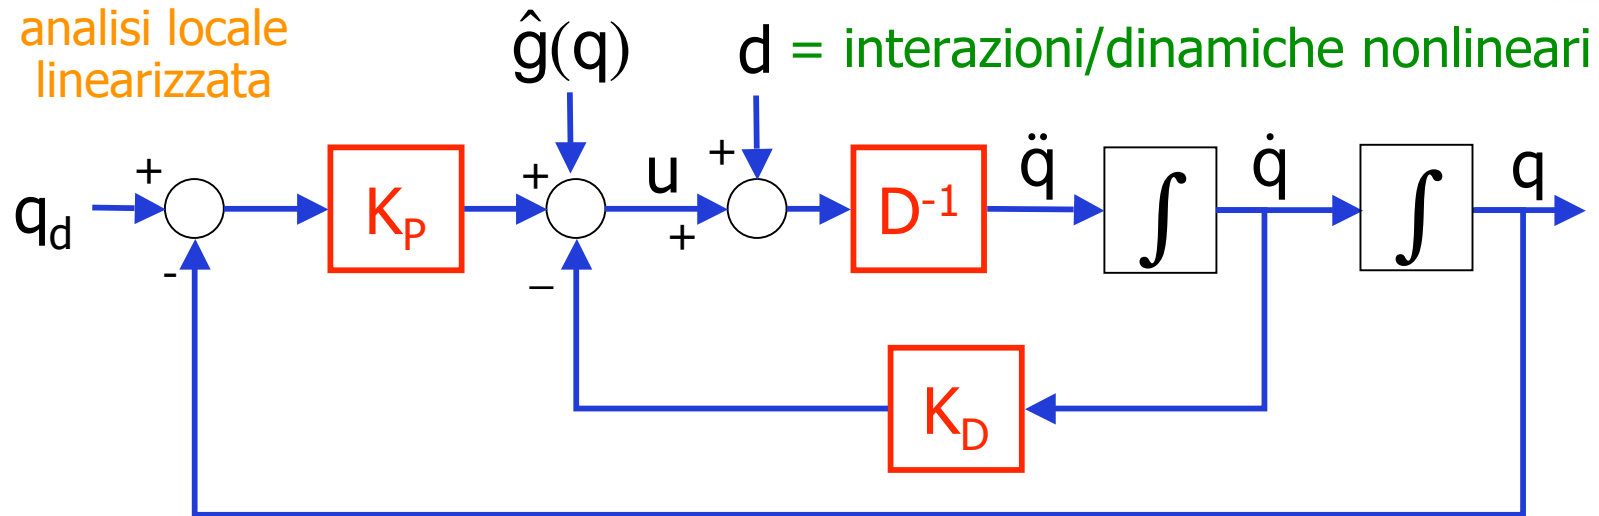 analisi locale
linearizzata
ĝ(q)
d = interazioni/dinamiche nonlineari
q_d
+
-
K_P
+
−
u
+
+
D⁻¹
q̈
∫
q̇
∫
q
K_D